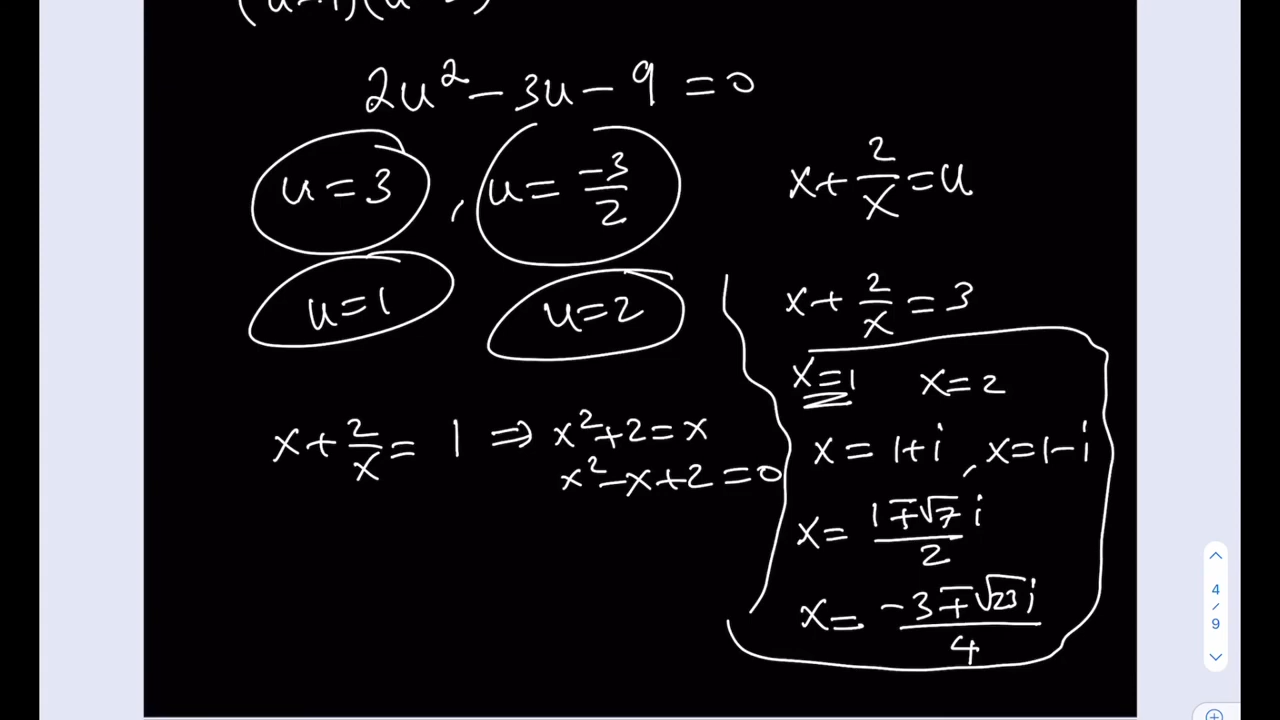 2u² - 3u - 9 = 0
u = 3 , u = -3/2
u = 1 u = 2
x + 2/x = 1 ⇒ x² + 2 = x
x² - x + 2 = 0
x + 2/x = u
x + 2/x = 3
x = 1 x = 2
x = 1 + i , x = 1 - i
x = (1 ∓ √7 i)/2
x = (-3 ∓ √23 i)/4
4
/
9